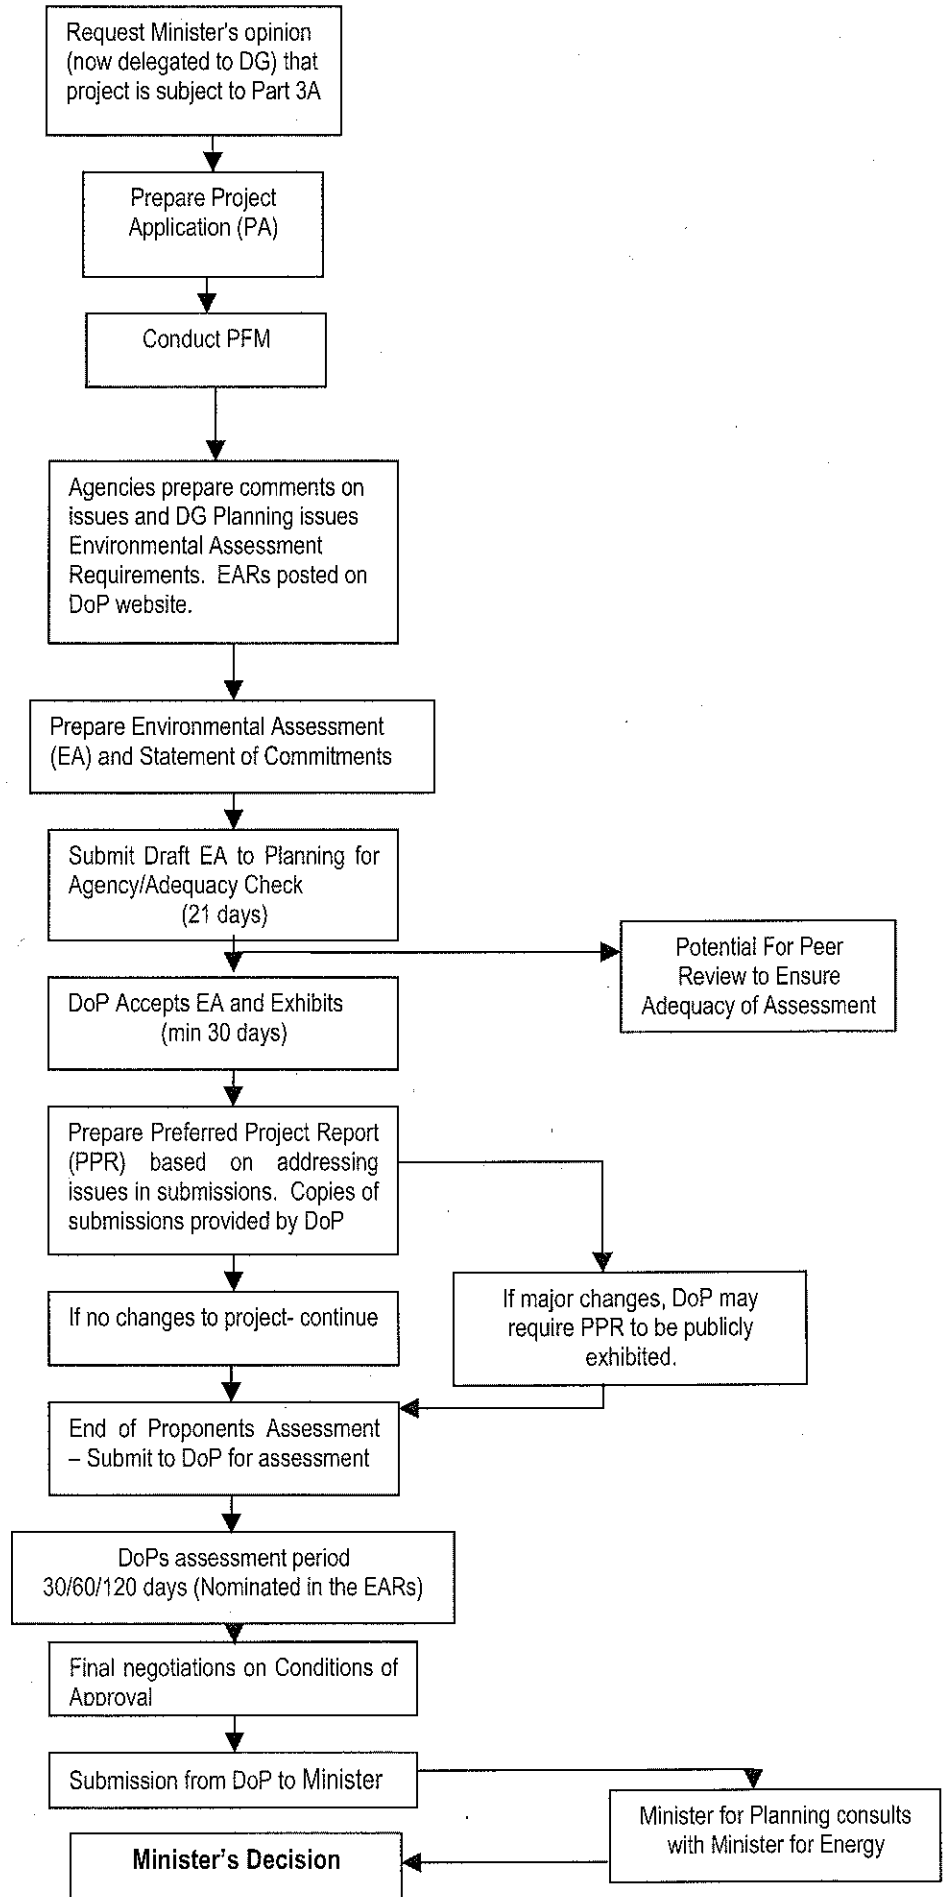 Request Minister's opinion
(now delegated to DG) that
project is subject to Part 3A
Prepare Project
Application (PA)
Conduct PFM
Agencies prepare comments on
issues and DG Planning issues
Environmental Assessment
Requirements. EARs posted on
DoP website.
Prepare Environmental Assessment
(EA) and Statement of Commitments
Submit Draft EA to Planning for
Agency/Adequacy Check
(21 days)
Potential For Peer
Review to Ensure
Adequacy of Assessment
DoP Accepts EA and Exhibits
(min 30 days)
Prepare Preferred Project Report
(PPR) based on addressing
issues in submissions. Copies of
submissions provided by DoP
If no changes to project- continue
If major changes, DoP may
require PPR to be publicly
exhibited.
End of Proponents Assessment
– Submit to DoP for assessment
DoPs assessment period
30/60/120 days (Nominated in the EARs)
Final negotiations on Conditions of
Approval
Submission from DoP to Minister
Minister for Planning consults
with Minister for Energy
Minister's Decision